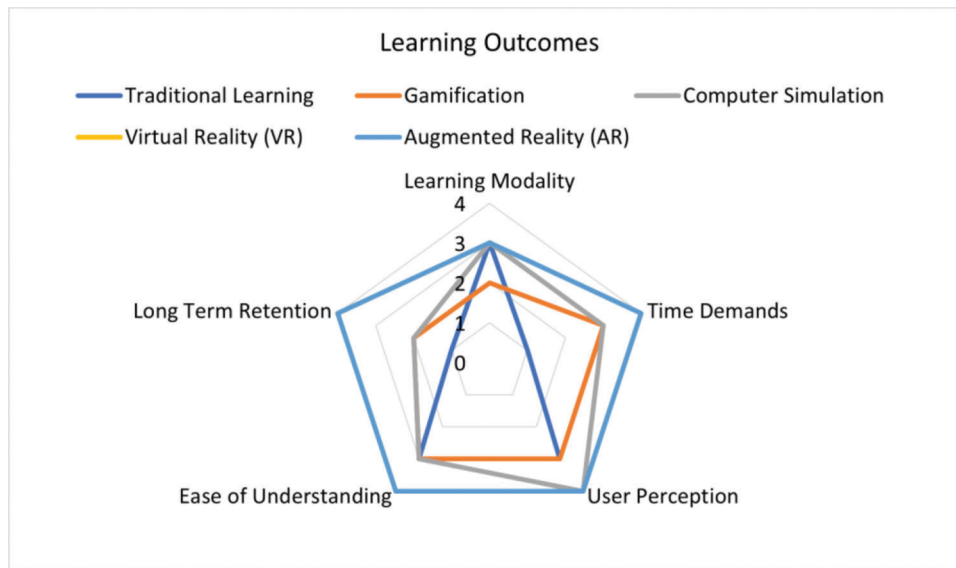 Learning Outcomes
Traditional Learning Gamification Computer Simulation
Virtual Reality (VR) Augmented Reality (AR)
Learning Modality
4
3
2
1
0
Long Term Retention Time Demands
Ease of Understanding User Perception